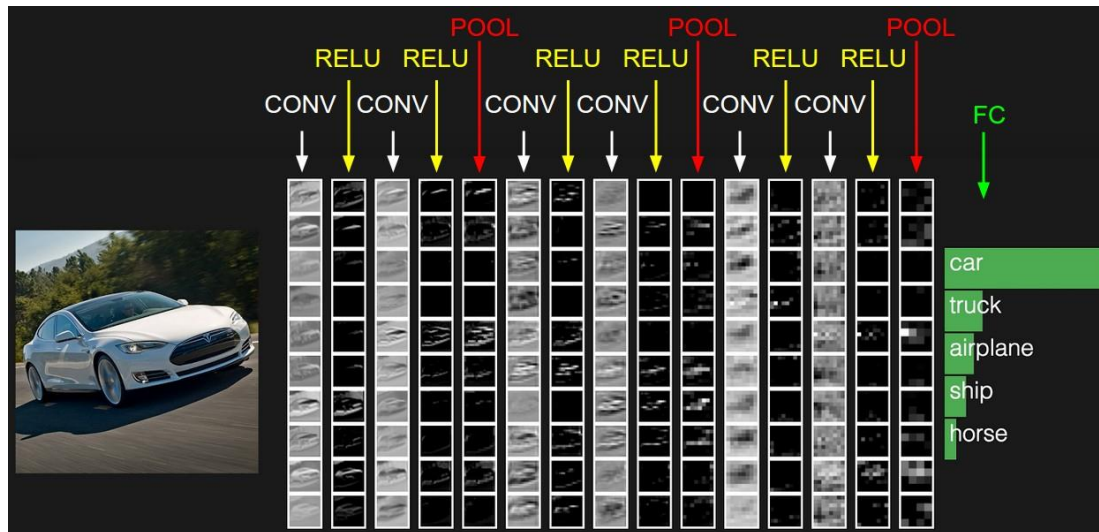 POOL POOL POOL
RELU RELU RELU RELU RELU RELU
CONV CONV CONV CONV CONV CONV
FC
car
truck
airplane
ship
horse